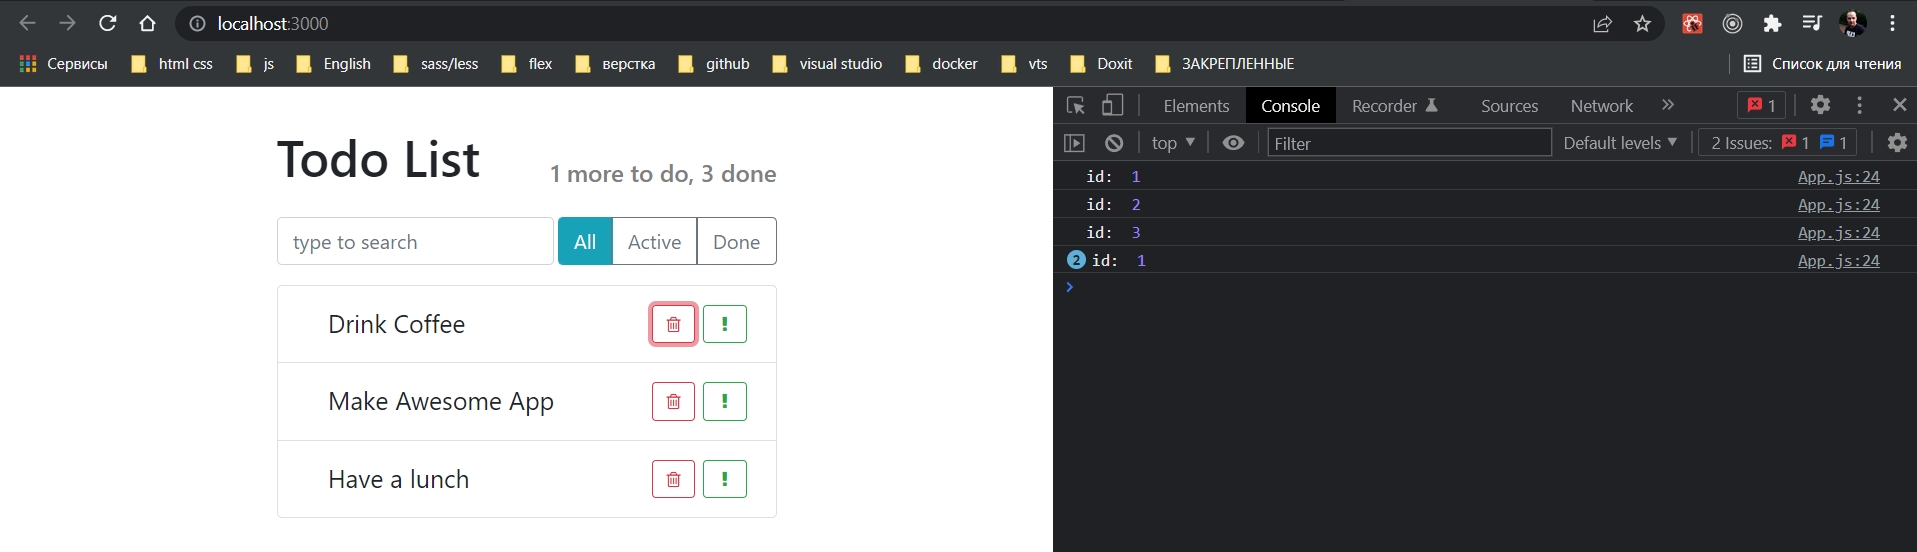 localhost:3000
Сервисы html css js English sass/less flex верстка github visual studio docker vts Doxit ЗАКРЕПЛЕННЫЕ Список для чтения
Todo List
1 more to do, 3 done
type to search All Active Done
Drink Coffee !
Make Awesome App !
Have a lunch !
Elements Console Recorder Sources Network » 1
top ▼ Filter Default levels ▼ 2 Issues: 1 1
id: 1 App.js:24
id: 2 App.js:24
id: 3 App.js:24
2 id: 1 App.js:24
›